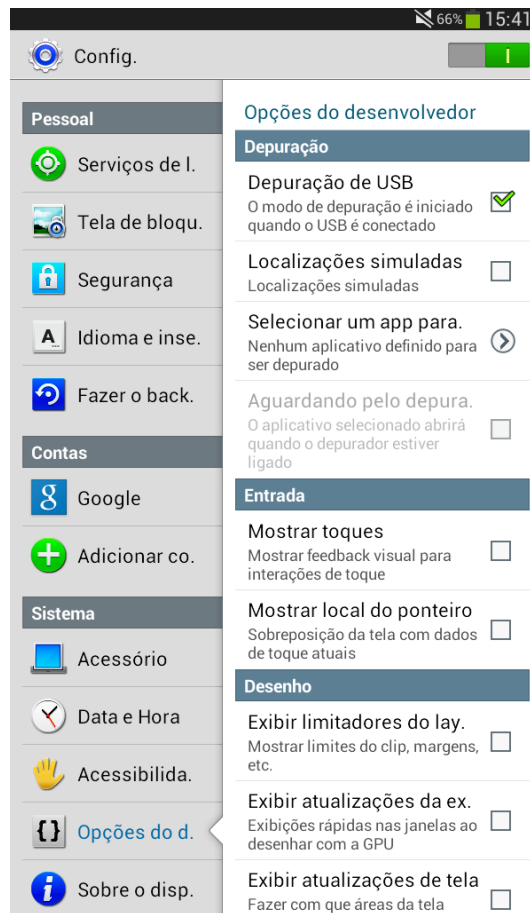 66% 15:41
Config.
Pessoal
Serviços de l.
Tela de bloqu.
Segurança
Idioma e inse.
Fazer o back.
Contas
Google
Adicionar co.
Sistema
Acessório
Data e Hora
Acessibilida.
Opções do d.
Sobre o disp.
Opções do desenvolvedor
Depuração
Depuração de USB
O modo de depuração é iniciado
quando o USB é conectado
Localizações simuladas
Localizações simuladas
Selecionar um app para.
Nenhum aplicativo definido para
ser depurado
Aguardando pelo depura.
O aplicativo selecionado abrirá
quando o depurador estiver
ligado
Entrada
Mostrar toques
Mostrar feedback visual para
interações de toque
Mostrar local do ponteiro
Sobreposição da tela com dados
de toque atuais
Desenho
Exibir limitadores do lay.
Mostrar limites do clip, margens,
etc.
Exibir atualizações da ex.
Exibições rápidas nas janelas ao
desenhar com a GPU
Exibir atualizações de tela
Fazer com que áreas da tela